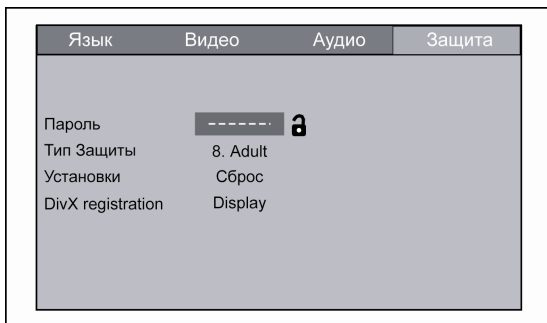 Язык Видео Аудио Защита
Пароль ------·
Тип Защиты 8. Adult
Установки Сброс
DivX registration Display